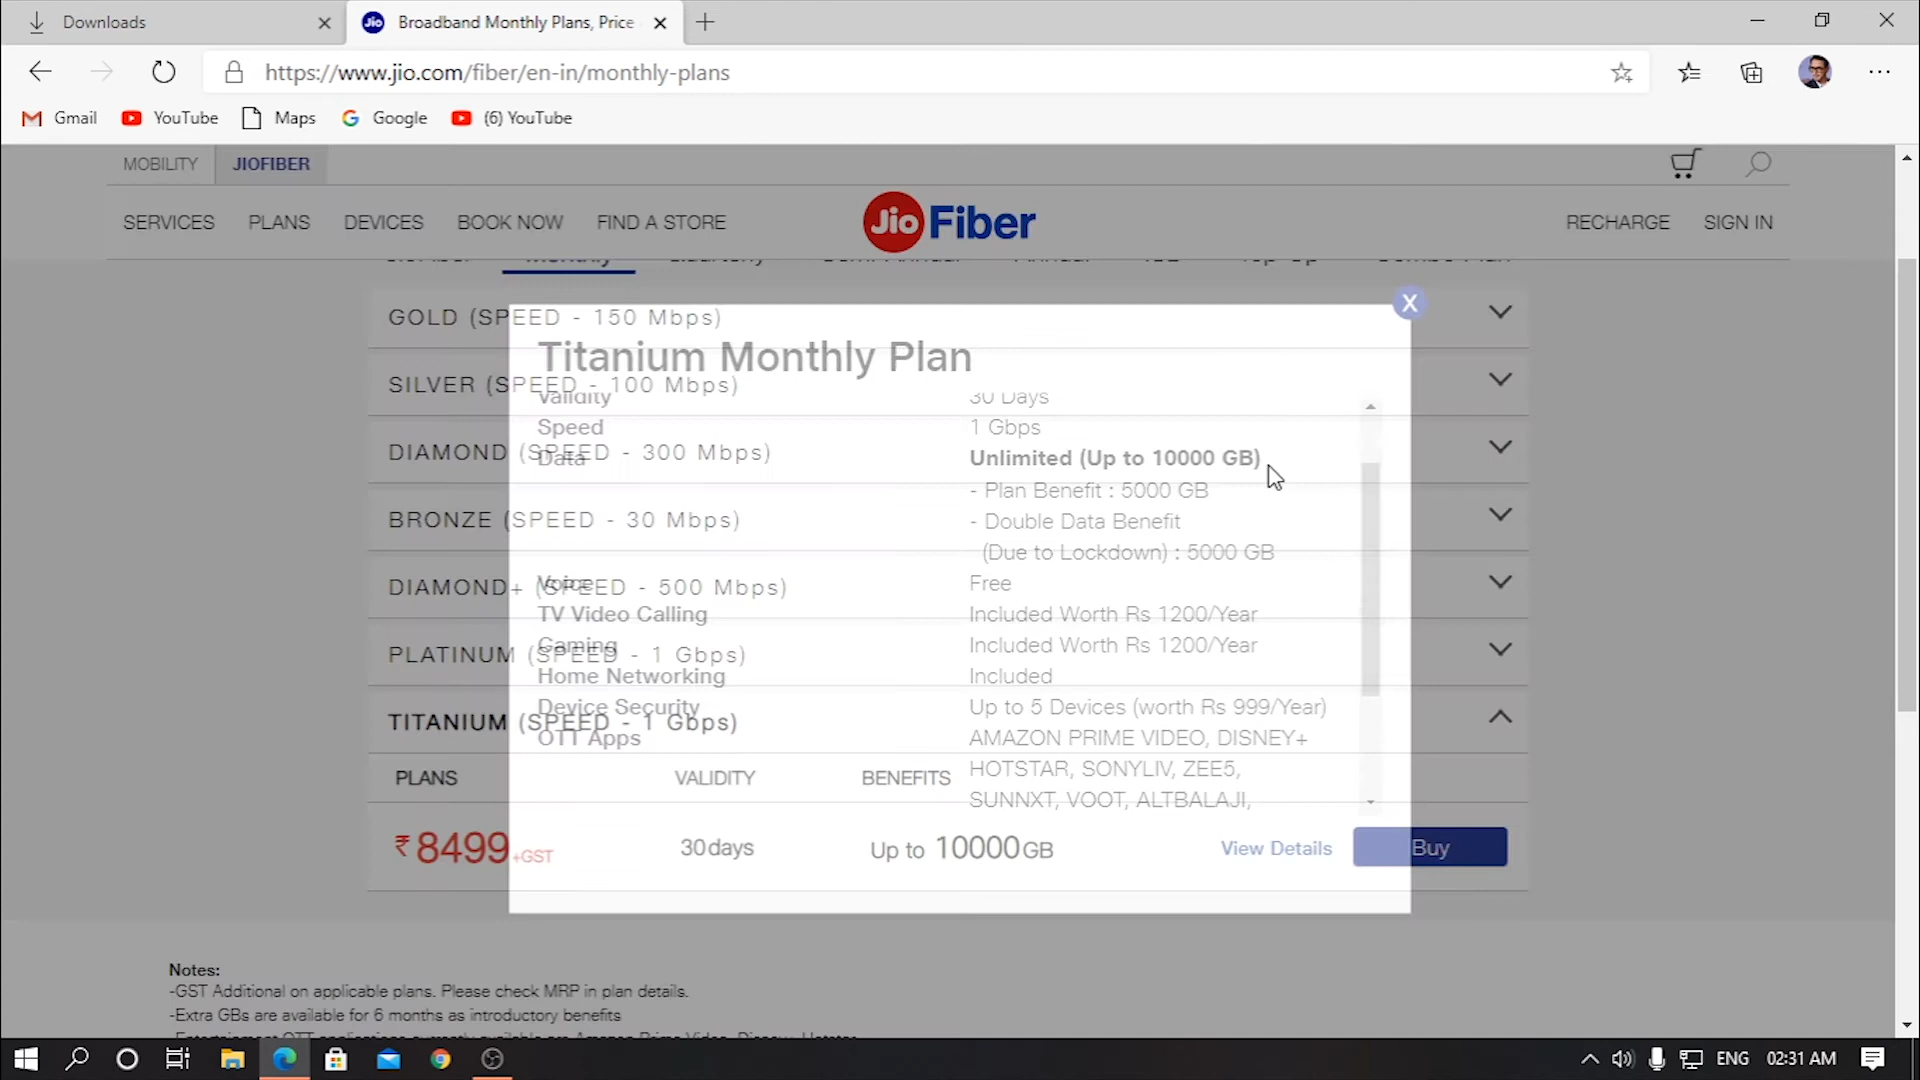 Downloads
Broadband Monthly Plans, Price
https://www.jio.com/fiber/en-in/monthly-plans
Gmail
YouTube
Maps
Google
(6) YouTube
MOBILITY
JIOFIBER
SERVICES
PLANS
DEVICES
BOOK NOW
FIND A STORE
Jio Fiber
RECHARGE
SIGN IN
Monthly
GOLD (SPEED - 150 Mbps)
SILVER (SPEED - 100 Mbps)
DIAMOND (SPEED - 300 Mbps)
BRONZE (SPEED - 30 Mbps)
DIAMOND+ (SPEED - 500 Mbps)
PLATINUM (SPEED - 1 Gbps)
TITANIUM (SPEED - 1 Gbps)
X
Titanium Monthly Plan
Validity 30 Days
Speed 1 Gbps
Data Unlimited (Up to 10000 GB)
- Plan Benefit : 5000 GB
- Double Data Benefit
(Due to Lockdown) : 5000 GB
Voice Free
TV Video Calling Included Worth Rs 1200/Year
Gaming Included Worth Rs 1200/Year
Home Networking Included
Device Security Up to 5 Devices (worth Rs 999/Year)
OTT Apps AMAZON PRIME VIDEO, DISNEY+
HOTSTAR, SONYLIV, ZEE5,
SUNNXT, VOOT, ALTBALAJI,
PLANS VALIDITY BENEFITS
₹8499+GST 30days Up to 10000GB View Details Buy
Notes:
-GST Additional on applicable plans. Please check MRP in plan details.
-Extra GBs are available for 6 months as introductory benefits
ENG 02:31 AM